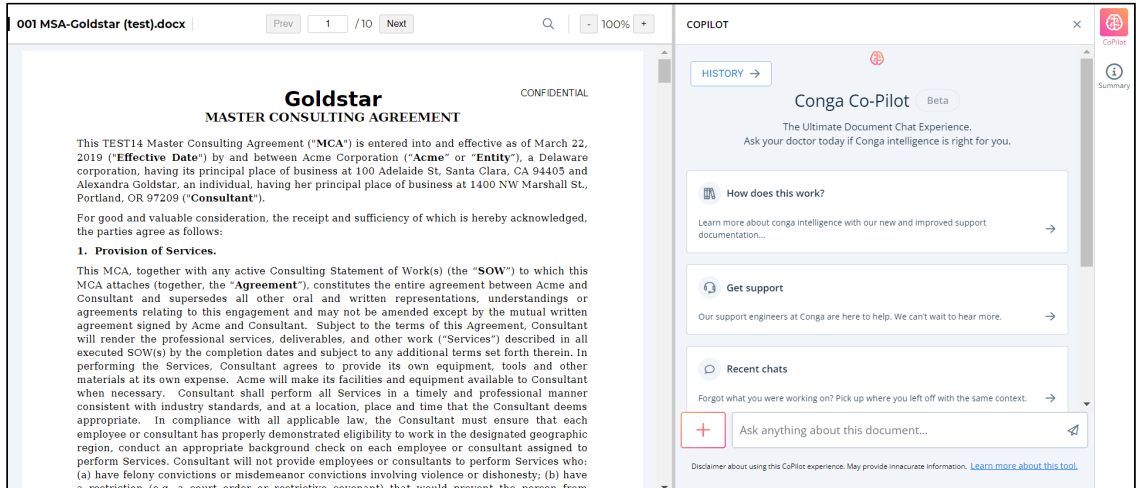 001 MSA-Goldstar (test).docx
Prev 1 / 10 Next
- 100% +
Goldstar
CONFIDENTIAL
MASTER CONSULTING AGREEMENT
This TEST14 Master Consulting Agreement ("MCA") is entered into and effective as of March 22,
2019 ("Effective Date") by and between Acme Corporation (“Acme” or “Entity”), a Delaware
corporation, having its principal place of business at 100 Adelaide St, Santa Clara, CA 94405 and
Alexandra Goldstar, an individual, having her principal place of business at 1400 NW Marshall St.,
Portland, OR 97209 ("Consultant").
For good and valuable consideration, the receipt and sufficiency of which is hereby acknowledged,
the parties agree as follows:
1. Provision of Services.
This MCA, together with any active Consulting Statement of Work(s) (the “SOW”) to which this
MCA attaches (together, the “Agreement”), constitutes the entire agreement between Acme and
Consultant and supersedes all other oral and written representations, understandings or
agreements relating to this engagement and may not be amended except by the mutual written
agreement signed by Acme and Consultant. Subject to the terms of this Agreement, Consultant
will render the professional services, deliverables, and other work (“Services”) described in all
executed SOW(s) by the completion dates and subject to any additional terms set forth therein. In
performing the Services, Consultant agrees to provide its own equipment, tools and other
materials at its own expense. Acme will make its facilities and equipment available to Consultant
when necessary. Consultant shall perform all Services in a timely and professional manner
consistent with industry standards, and at a location, place and time that the Consultant deems
appropriate. In compliance with all applicable law, the Consultant must ensure that each
employee or consultant has properly demonstrated eligibility to work in the designated geographic
region, conduct an appropriate background check on each employee or consultant assigned to
perform Services. Consultant will not provide employees or consultants to perform Services who:
(a) have felony convictions or misdemeanor convictions involving violence or dishonesty; (b) have
a restriction (e.g. a court order or restrictive covenant) that would prevent the person from
COPILOT
HISTORY
Conga Co-Pilot Beta
The Ultimate Document Chat Experience.
Ask your doctor today if Conga intelligence is right for you.
How does this work?
Learn more about conga intelligence with our new and improved support
documentation...
Get support
Our support engineers at Conga are here to help. We can't wait to hear more.
Recent chats
Forgot what you were working on? Pick up where you left off with the same context.
Ask anything about this document...
Disclaimer about using this CoPilot experience. May provide innacurate information. Learn more about this tool.
CoPilot
Summary